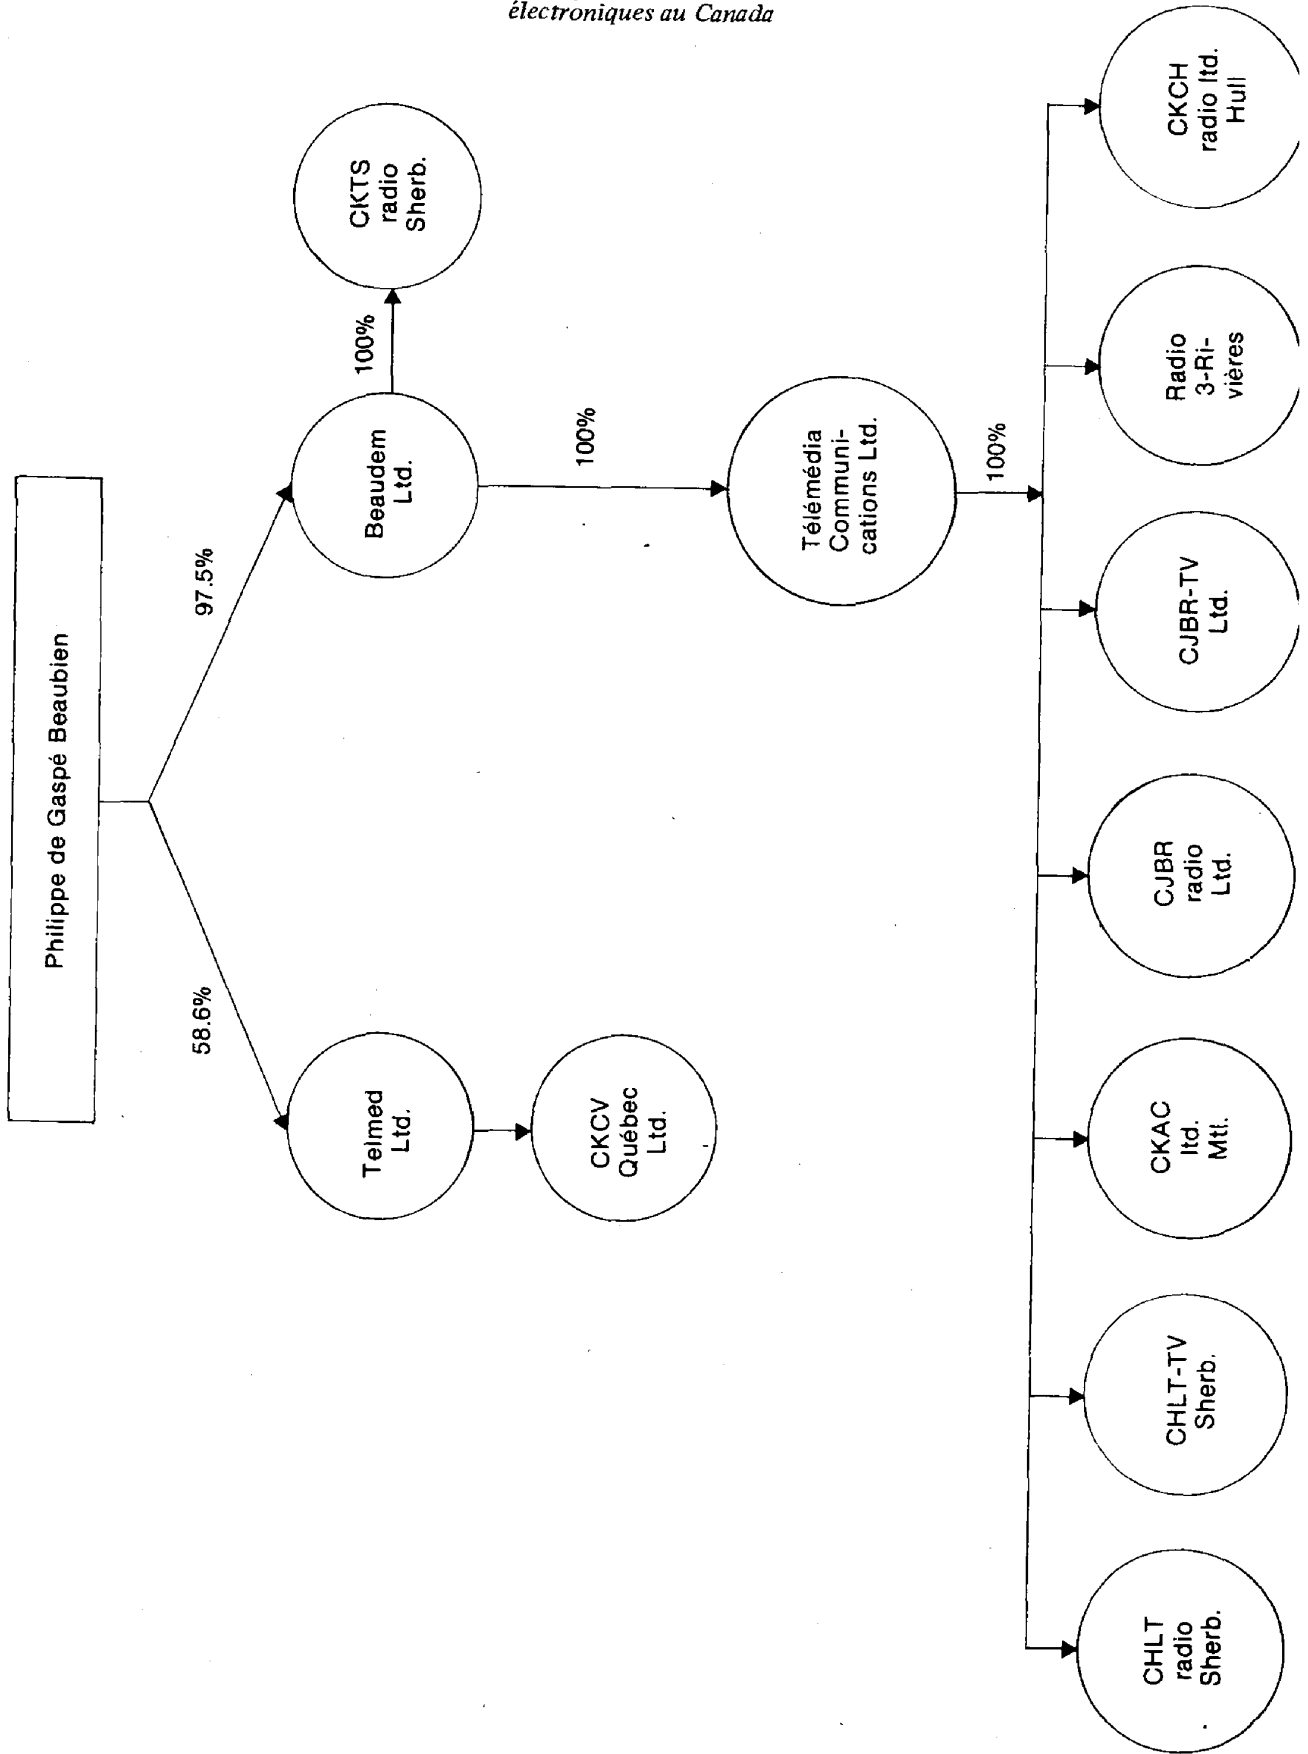 électroniques au Canada
Philippe de Gaspé Beaubien
58.6%
97.5%
Telmed
Ltd.
Beaudem
Ltd.
100%
CKTS
radio
Sherb.
CKCV
Québec
Ltd.
100%
Télémédia
Communi-
cations Ltd.
100%
CHLT
radio
Sherb.
CHLT-TV
Sherb.
CKAC
ltd.
Mtl.
CJBR
radio
Ltd.
CJBR-TV
Ltd.
Radio
3-Ri-
vières
CKCH
radio ltd.
Hull